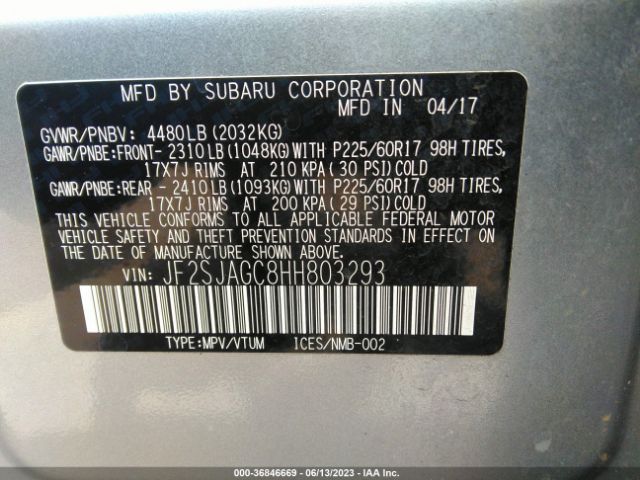 MFD BY SUBARU CORPORATION
MFD IN 04/17
GVWR/PNBV: 4480LB(2032KG)
GAWR/PNBE:FRONT- 2310LB(1048KG)WITH P225/60R17 98H TIRES,
17X7J RIMS AT 210 KPA(30 PSI)COLD
GAWR/PNBE:REAR - 2410LB(1093KG)WITH P225/60R17 98H TIRES,
17X7J RIMS AT 200 KPA(29 PSI)COLD
THIS VEHICLE CONFORMS TO ALL APPLICABLE FEDERAL MOTOR
VEHICLE SAFETY AND THEFT PREVENTION STANDARDS IN EFFECT
ON THE DATE OF MANUFACTURE SHOWN ABOVE.
VIN: JF2SJAGC8HH803293
TYPE:MPV/VTUM ICES/NMB-002
000-36846669 - 06/13/2023 - IAA Inc.